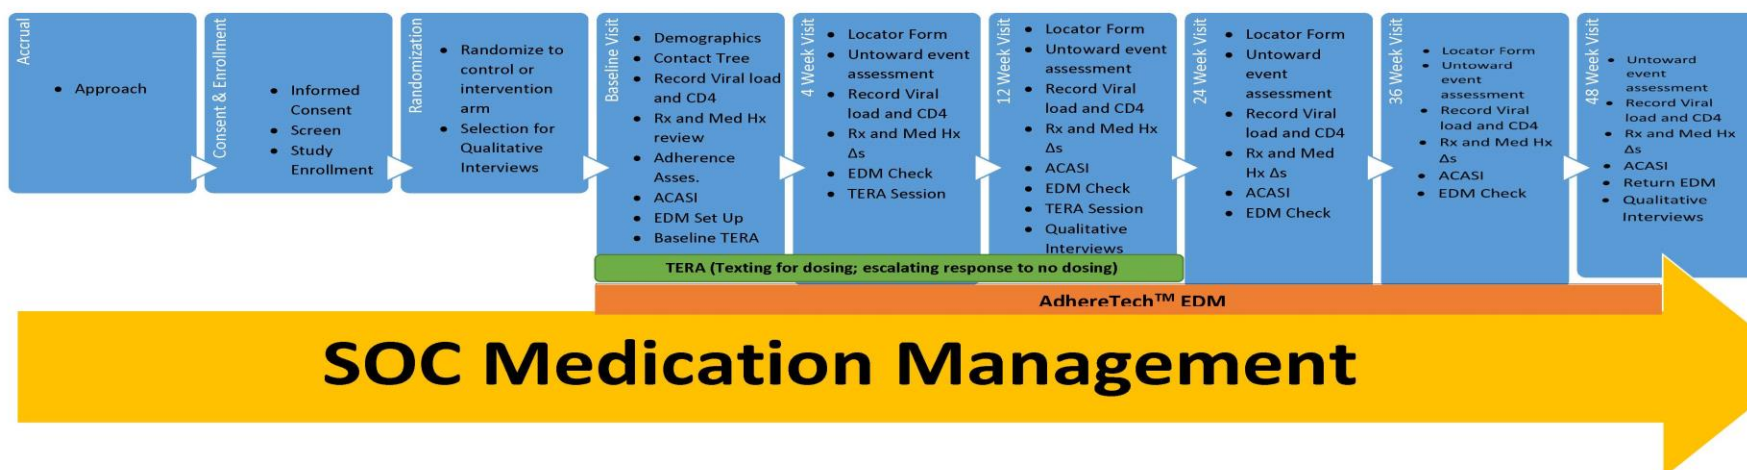 Accrual
• Approach
Consent & Enrollment
• Informed
Consent
• Screen
• Study
Enrollment
Randomization
• Randomize to
control or
intervention
arm
• Selection for
Qualitative
Interviews
Baseline Visit
• Demographics
• Contact Tree
• Record Viral load
and CD4
• Rx and Med Hx
review
• Adherence
Asses.
• ACASI
• EDM Set Up
• Baseline TERA
4 Week Visit
• Locator Form
• Untoward event
assessment
• Record Viral
load and CD4
• Rx and Med Hx
Δs
• EDM Check
• TERA Session
12 Week Visit
• Locator Form
• Untoward event
assessment
• Record Viral
load and CD4
• Rx and Med Hx
Δs
• ACASI
• EDM Check
• TERA Session
• Qualitative
Interviews
24 Week Visit
• Locator Form
• Untoward
event
assessment
• Record Viral
load and CD4
• Rx and Med
Hx Δs
• ACASI
• EDM Check
36 Week Visit
• Locator Form
• Untoward
event
assessment
• Record Viral
load and CD4
• Rx and Med Hx
Δs
• ACASI
• EDM Check
48 Week Visit
• Untoward
event
assessment
• Record Viral
load and CD4
• Rx and Med Hx
Δs
• ACASI
• Return EDM
• Qualitative
Interviews
TERA (Texting for dosing; escalating response to no dosing)
AdhereTech™ EDM
SOC Medication Management